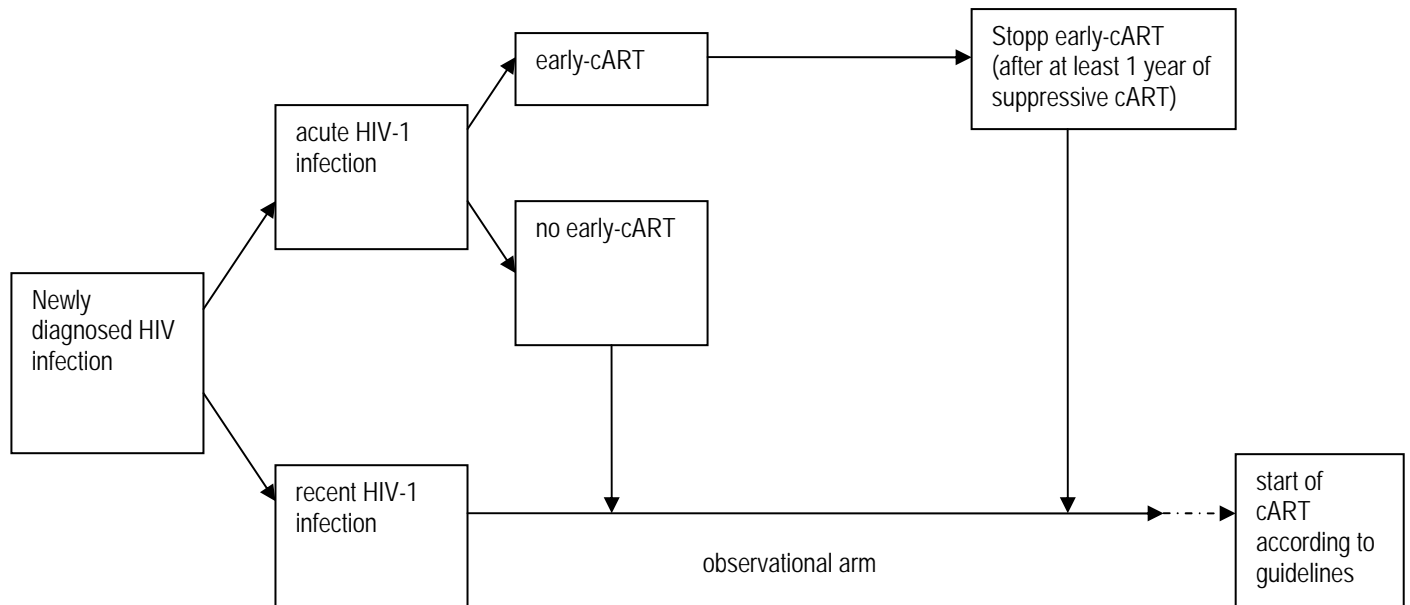 Newly
diagnosed HIV
infection
acute HIV-1
infection
early-cART
Stopp early-cART
(after at least 1 year of
suppressive cART)
no early-cART
recent HIV-1
infection
observational arm
start of
cART
according to
guidelines